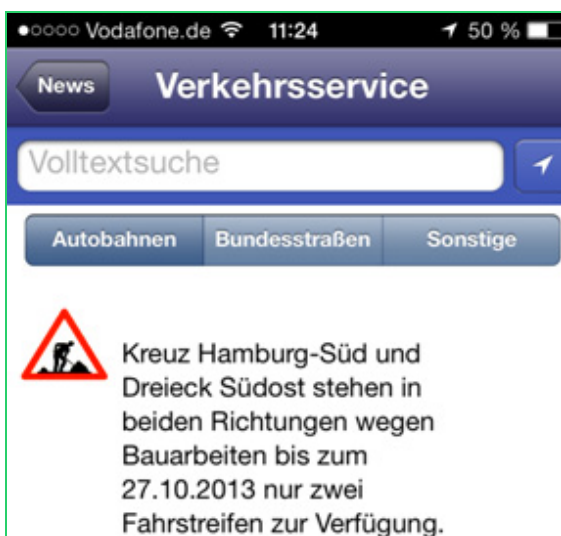 Vodafone.de 11:24 50 %
News Verkehrsservice
Volltextsuche
Autobahnen Bundesstraßen Sonstige
Kreuz Hamburg-Süd und
Dreieck Südost stehen in
beiden Richtungen wegen
Bauarbeiten bis zum
27.10.2013 nur zwei
Fahrstreifen zur Verfügung.